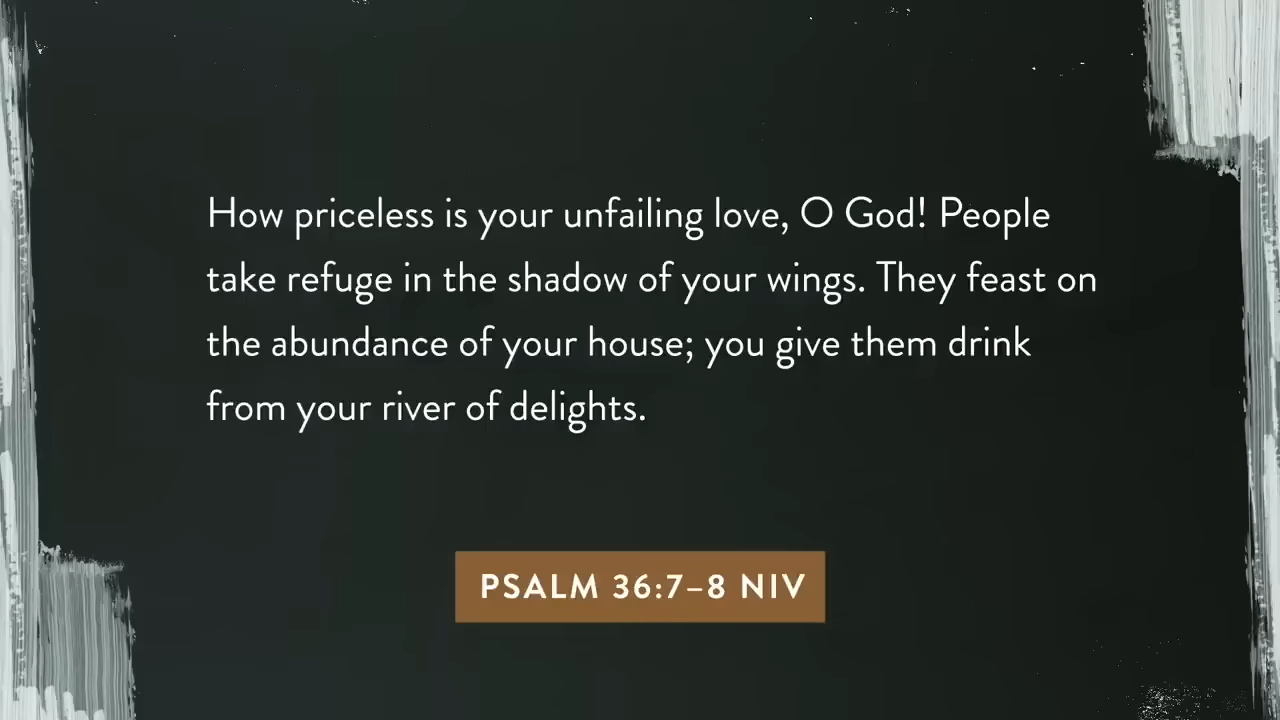 How priceless is your unfailing love, O God! People
take refuge in the shadow of your wings. They feast on
the abundance of your house; you give them drink
from your river of delights.
PSALM 36:7–8 NIV